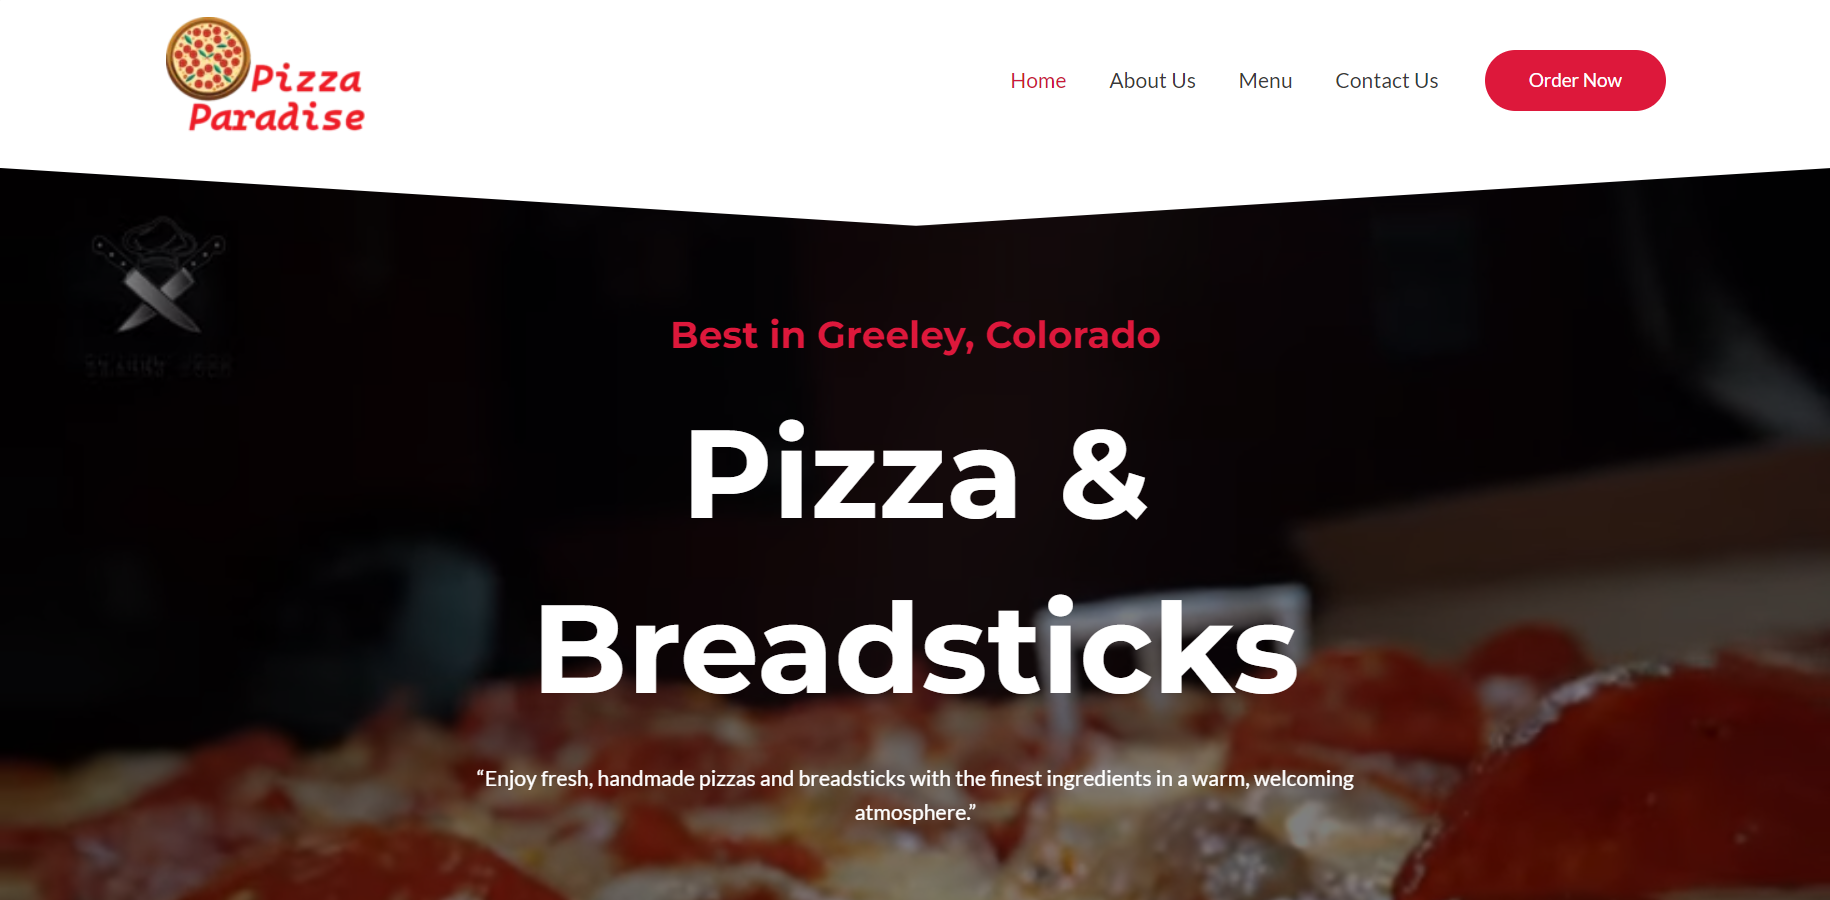 Pizza
Paradise
Home
About Us
Menu
Contact Us
Order Now
Best in Greeley, Colorado
Pizza &
Breadsticks
“Enjoy fresh, handmade pizzas and breadsticks with the finest ingredients in a warm, welcoming
atmosphere.”